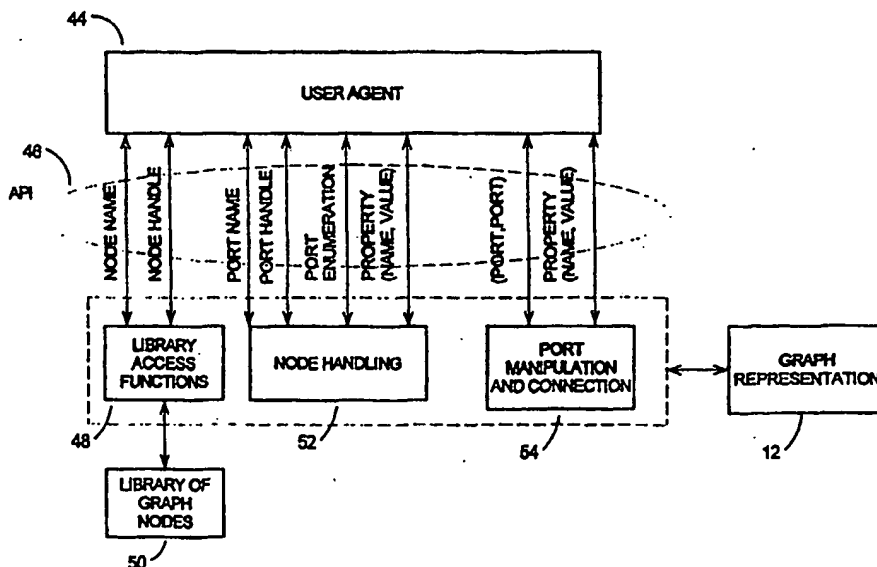 44
USER AGENT
46
API
NODE NAME
NODE HANDLE
PORT NAME
PORT HANDLE
PORT
ENUMERATION
PROPERTY
(NAME, VALUE)
(PORT,PORT)
PROPERTY
(NAME, VALUE)
LIBRARY
ACCESS
FUNCTIONS
NODE HANDLING
PORT
MANIPULATION
AND CONNECTION
GRAPH
REPRESENTATION
48
52
54
12
LIBRARY OF
GRAPH
NODES
50